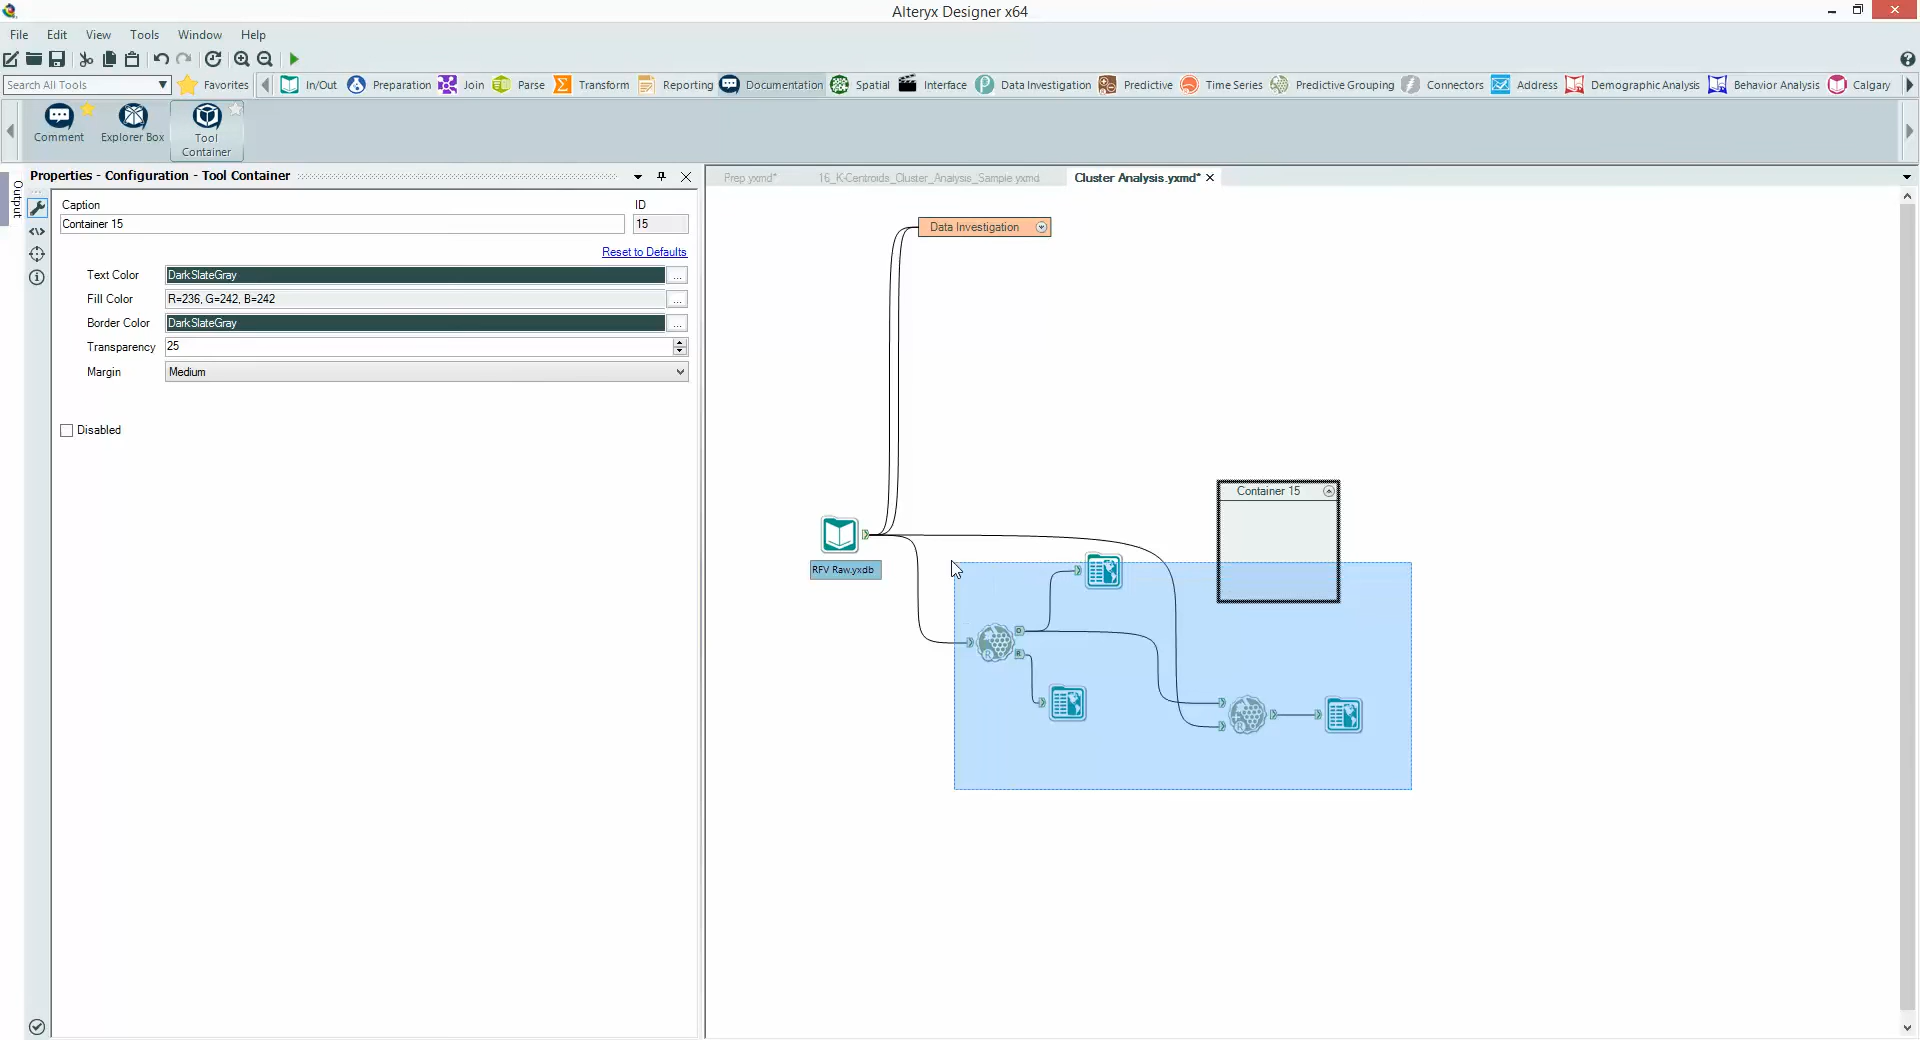 Alteryx Designer x64
File Edit View Tools Window Help
Search All Tools Favorites In/Out Preparation Join Parse Transform Reporting Documentation Spatial Interface Data Investigation Predictive Time Series Predictive Grouping Connectors Address Demographic Analysis Behavior Analysis Calgary
Comment Explorer Box Tool Container
Output
Properties - Configuration - Tool Container
Prep.yxmd* 16_K-Centroids_Cluster_Analysis_Sample.yxmd Cluster Analysis.yxmd*
Caption ID
Container 15 15
Reset to Defaults
Text Color DarkSlateGray ...
Fill Color R=236, G=242, B=242 ...
Border Color DarkSlateGray ...
Transparency 25
Margin Medium
Disabled
Data Investigation
Container 15
RFV Raw.yxdb